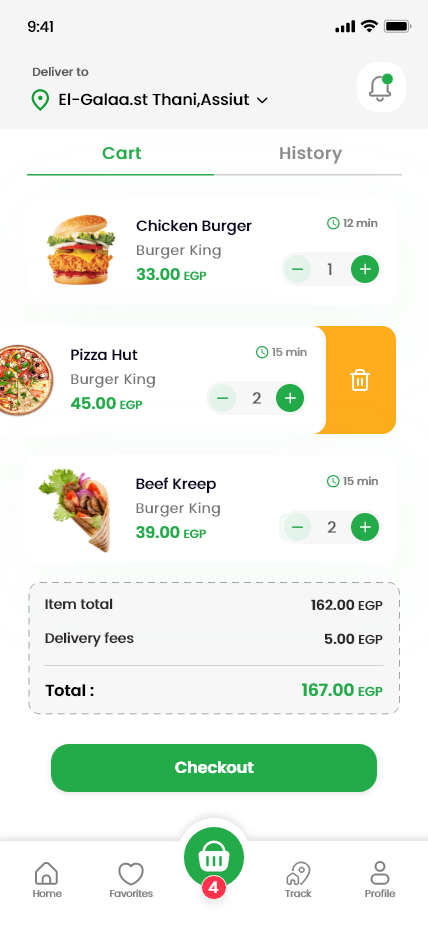 9:41
Deliver to
El-Galaa.st Thani,Assiut
Cart History
Chicken Burger
12 min
Burger King
33.00 EGP
1
Pizza Hut
15 min
Burger King
45.00 EGP
2
Beef Kreep
15 min
Burger King
39.00 EGP
2
Item total 162.00 EGP
Delivery fees 5.00 EGP
Total : 167.00 EGP
Checkout
4
Home Favorites Track Profile